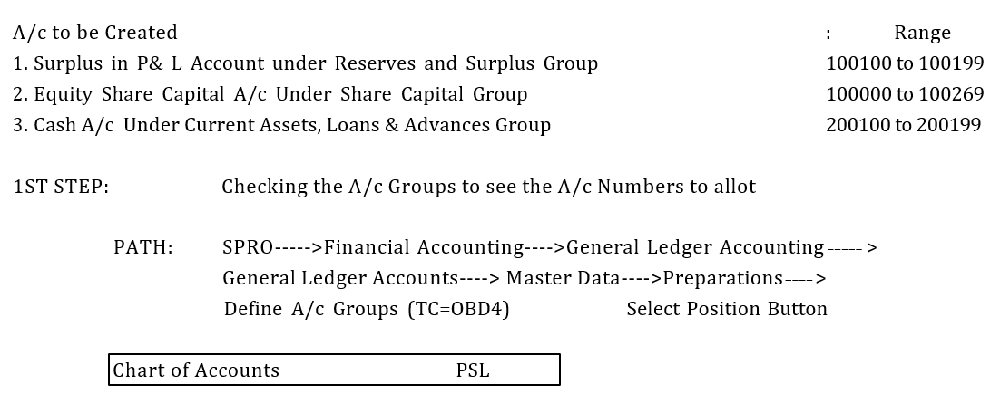 A/c to be Created : Range
1. Surplus in P& L Account under Reserves and Surplus Group 100100 to 100199
2. Equity Share Capital A/c Under Share Capital Group 100000 to 100269
3. Cash A/c Under Current Assets, Loans & Advances Group 200100 to 200199
1ST STEP: Checking the A/c Groups to see the A/c Numbers to allot
PATH: SPRO----->Financial Accounting---->General Ledger Accounting----->
General Ledger Accounts----> Master Data---->Preparations---->
Define A/c Groups (TC=OBD4) Select Position Button
Chart of Accounts PSL